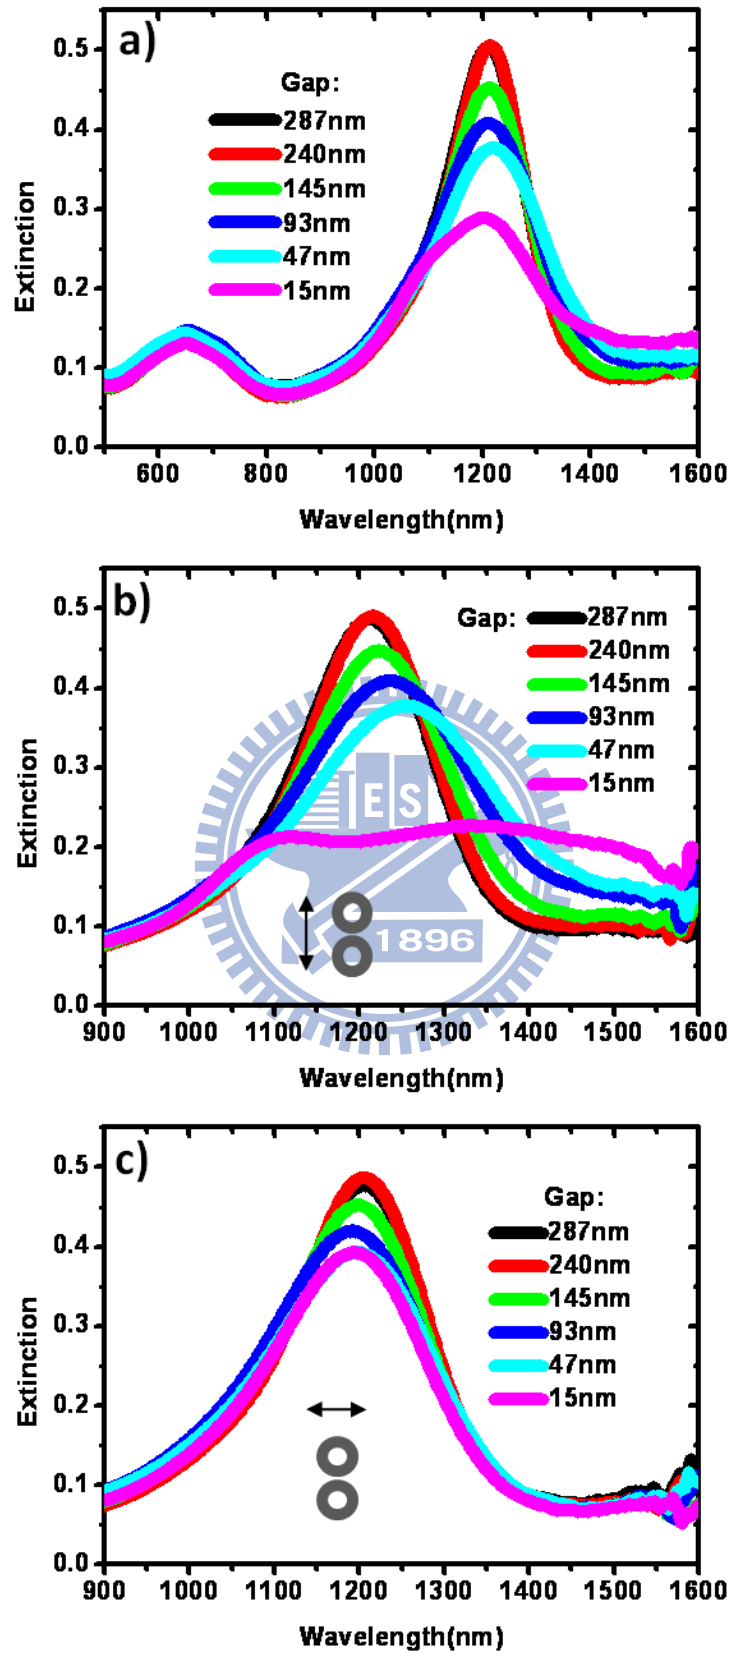 a)
Gap:
287nm
240nm
145nm
93nm
47nm
15nm
Extinction
0.5
0.4
0.3
0.2
0.1
0.0
600 800 1000 1200 1400 1600
Wavelength(nm)
b)
Gap: 287nm
240nm
145nm
93nm
47nm
15nm
Extinction
0.5
0.4
0.3
0.2
0.1
0.0
ES
1896
900 1000 1100 1200 1300 1400 1500 1600
Wavelength(nm)
c)
Gap:
287nm
240nm
145nm
93nm
47nm
15nm
Extinction
0.5
0.4
0.3
0.2
0.1
0.0
900 1000 1100 1200 1300 1400 1500 1600
Wavelength(nm)